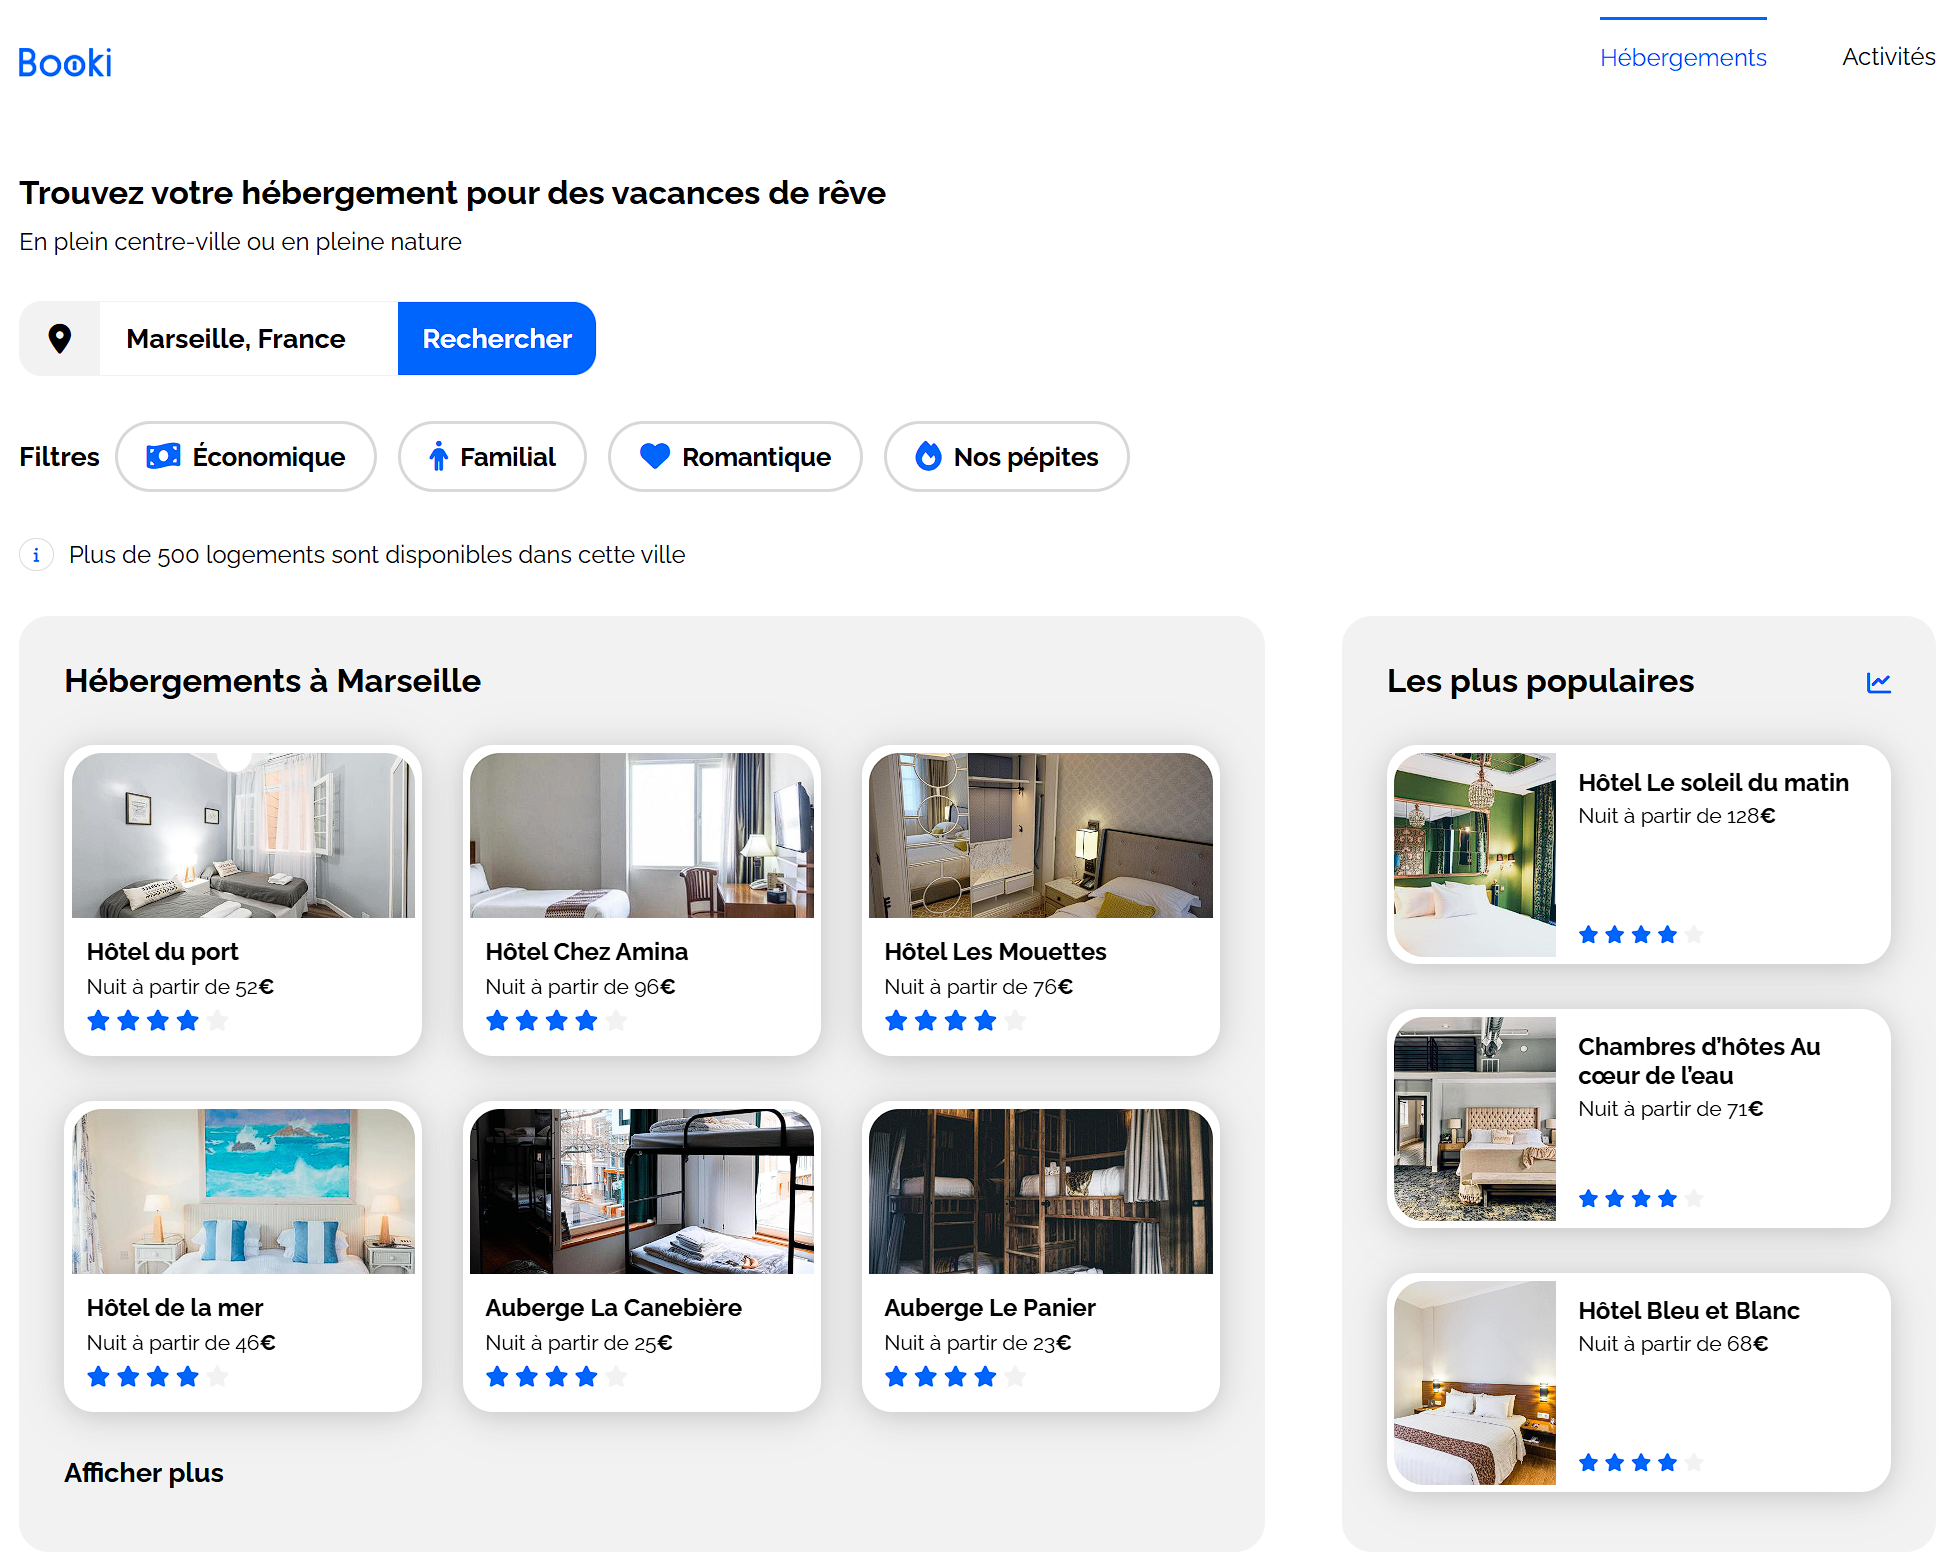 Booki
Hébergements
Activités
Trouvez votre hébergement pour des vacances de rêve
En plein centre-ville ou en pleine nature
Marseille, France
Rechercher
Filtres
Économique
Familial
Romantique
Nos pépites
Plus de 500 logements sont disponibles dans cette ville
Hébergements à Marseille
Hôtel du port
Nuit à partir de 52€
Hôtel Chez Amina
Nuit à partir de 96€
Hôtel Les Mouettes
Nuit à partir de 76€
Hôtel de la mer
Nuit à partir de 46€
Auberge La Canebière
Nuit à partir de 25€
Auberge Le Panier
Nuit à partir de 23€
Afficher plus
Les plus populaires
Hôtel Le soleil du matin
Nuit à partir de 128€
Chambres d’hôtes Au
cœur de l’eau
Nuit à partir de 71€
Hôtel Bleu et Blanc
Nuit à partir de 68€